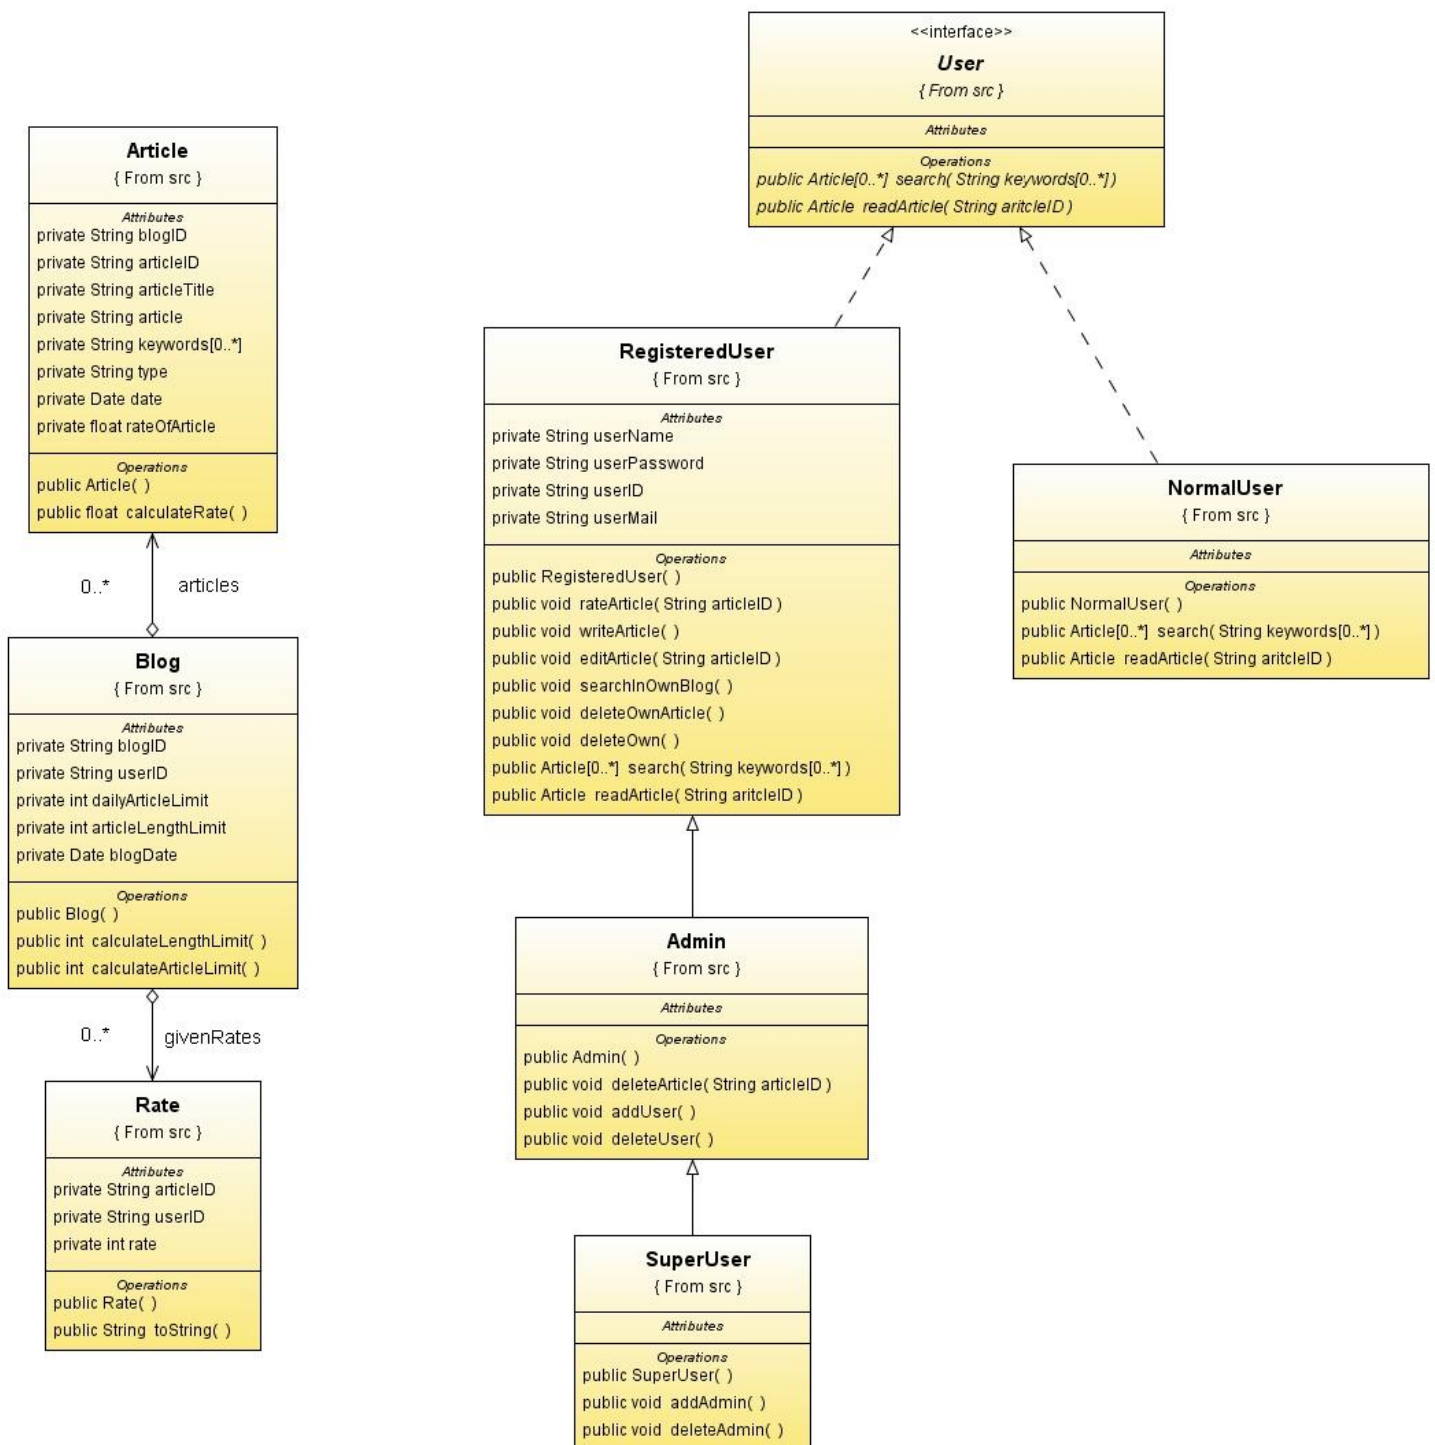 <<interface>>
User
{ From src }
Attributes
Operations
public Article[0..*] search( String keywords[0..*] )
public Article readArticle( String aritcleID )
Article
{ From src }
Attributes
private String blogID
private String articleID
private String articleTitle
private String article
private String keywords[0..*]
private String type
private Date date
private float rateOfArticle
Operations
public Article( )
public float calculateRate( )
0..* articles
Blog
{ From src }
Attributes
private String blogID
private String userID
private int dailyArticleLimit
private int articleLengthLimit
private Date blogDate
Operations
public Blog( )
public int calculateLengthLimit( )
public int calculateArticleLimit( )
0..* givenRates
Rate
{ From src }
Attributes
private String articleID
private String userID
private int rate
Operations
public Rate( )
public String toString( )
RegisteredUser
{ From src }
Attributes
private String userName
private String userPassword
private String userID
private String userMail
Operations
public RegisteredUser( )
public void rateArticle( String articleID )
public void writeArticle( )
public void editArticle( String articleID )
public void searchInOwnBlog( )
public void deleteOwnArticle( )
public void deleteOwn( )
public Article[0..*] search( String keywords[0..*] )
public Article readArticle( String aritcleID )
NormalUser
{ From src }
Attributes
Operations
public NormalUser( )
public Article[0..*] search( String keywords[0..*] )
public Article readArticle( String aritcleID )
Admin
{ From src }
Attributes
Operations
public Admin( )
public void deleteArticle( String articleID )
public void addUser( )
public void deleteUser( )
SuperUser
{ From src }
Attributes
Operations
public SuperUser( )
public void addAdmin( )
public void deleteAdmin( )